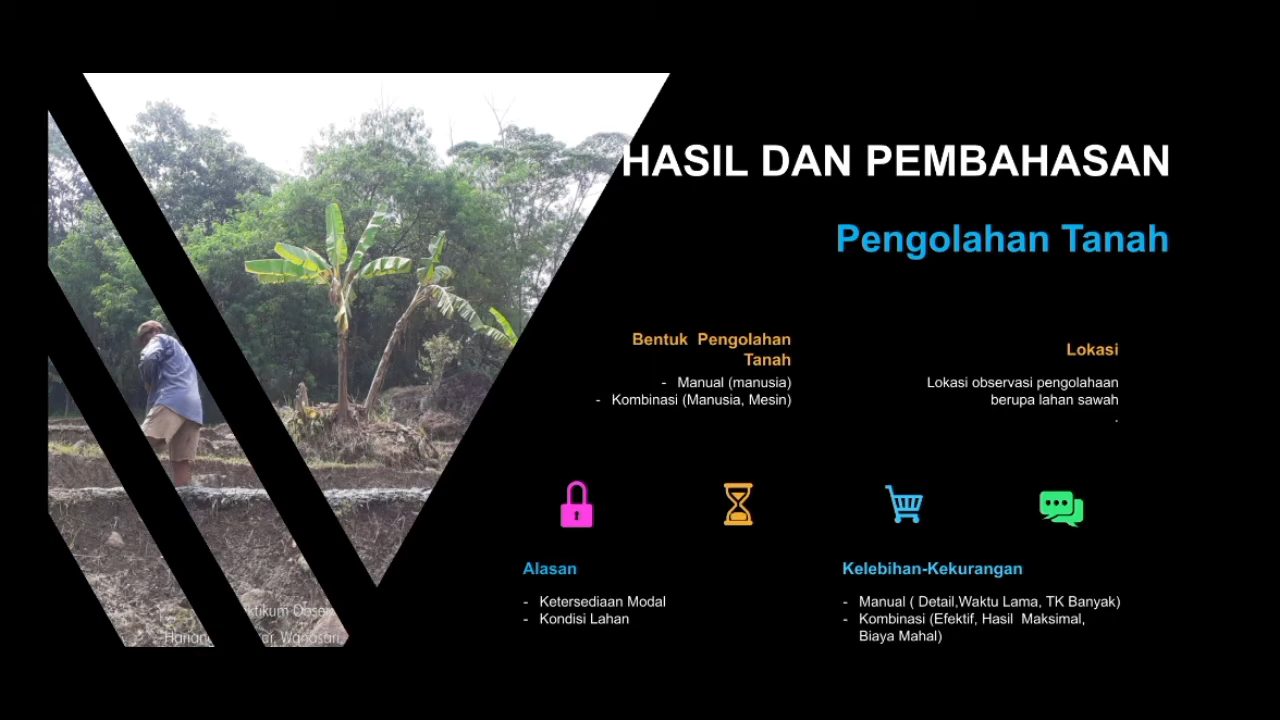 HASIL DAN PEMBAHASAN
Pengolahan Tanah
Bentuk Pengolahan
Tanah
- Manual (manusia)
- Kombinasi (Manusia, Mesin)
Lokasi
Lokasi observasi pengolahaan
berupa lahan sawah
.
Alasan
- Ketersediaan Modal
- Kondisi Lahan
Kelebihan-Kekurangan
- Manual ( Detail,Waktu Lama, TK Banyak)
- Kombinasi (Efektif, Hasil Maksimal,
Biaya Mahal)